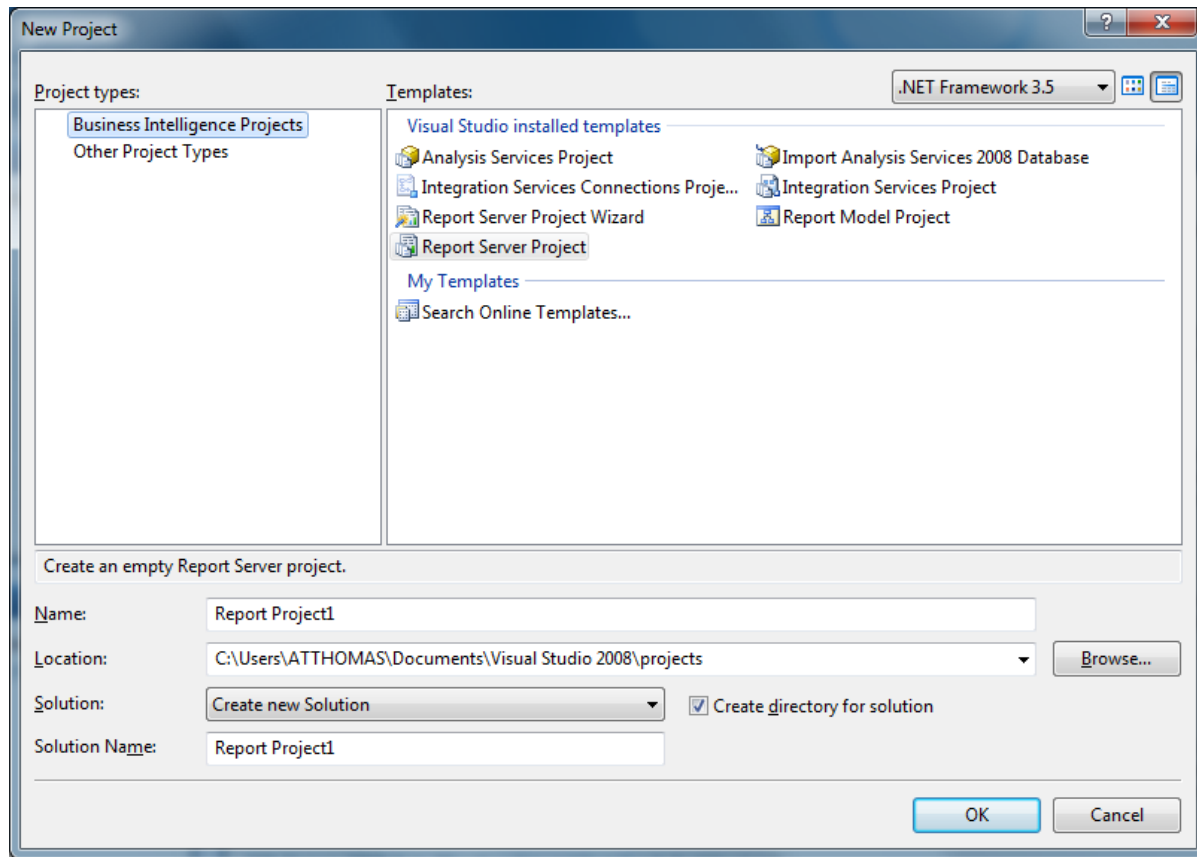 New Project
Project types:
Templates:
.NET Framework 3.5
Business Intelligence Projects
Other Project Types
Visual Studio installed templates
Analysis Services Project
Import Analysis Services 2008 Database
Integration Services Connections Proje...
Integration Services Project
Report Server Project Wizard
Report Model Project
Report Server Project
My Templates
Search Online Templates...
Create an empty Report Server project.
Name:
Report Project1
Location:
C:\Users\ATTHOMAS\Documents\Visual Studio 2008\projects
Browse...
Solution:
Create new Solution
Create directory for solution
Solution Name:
Report Project1
OK
Cancel